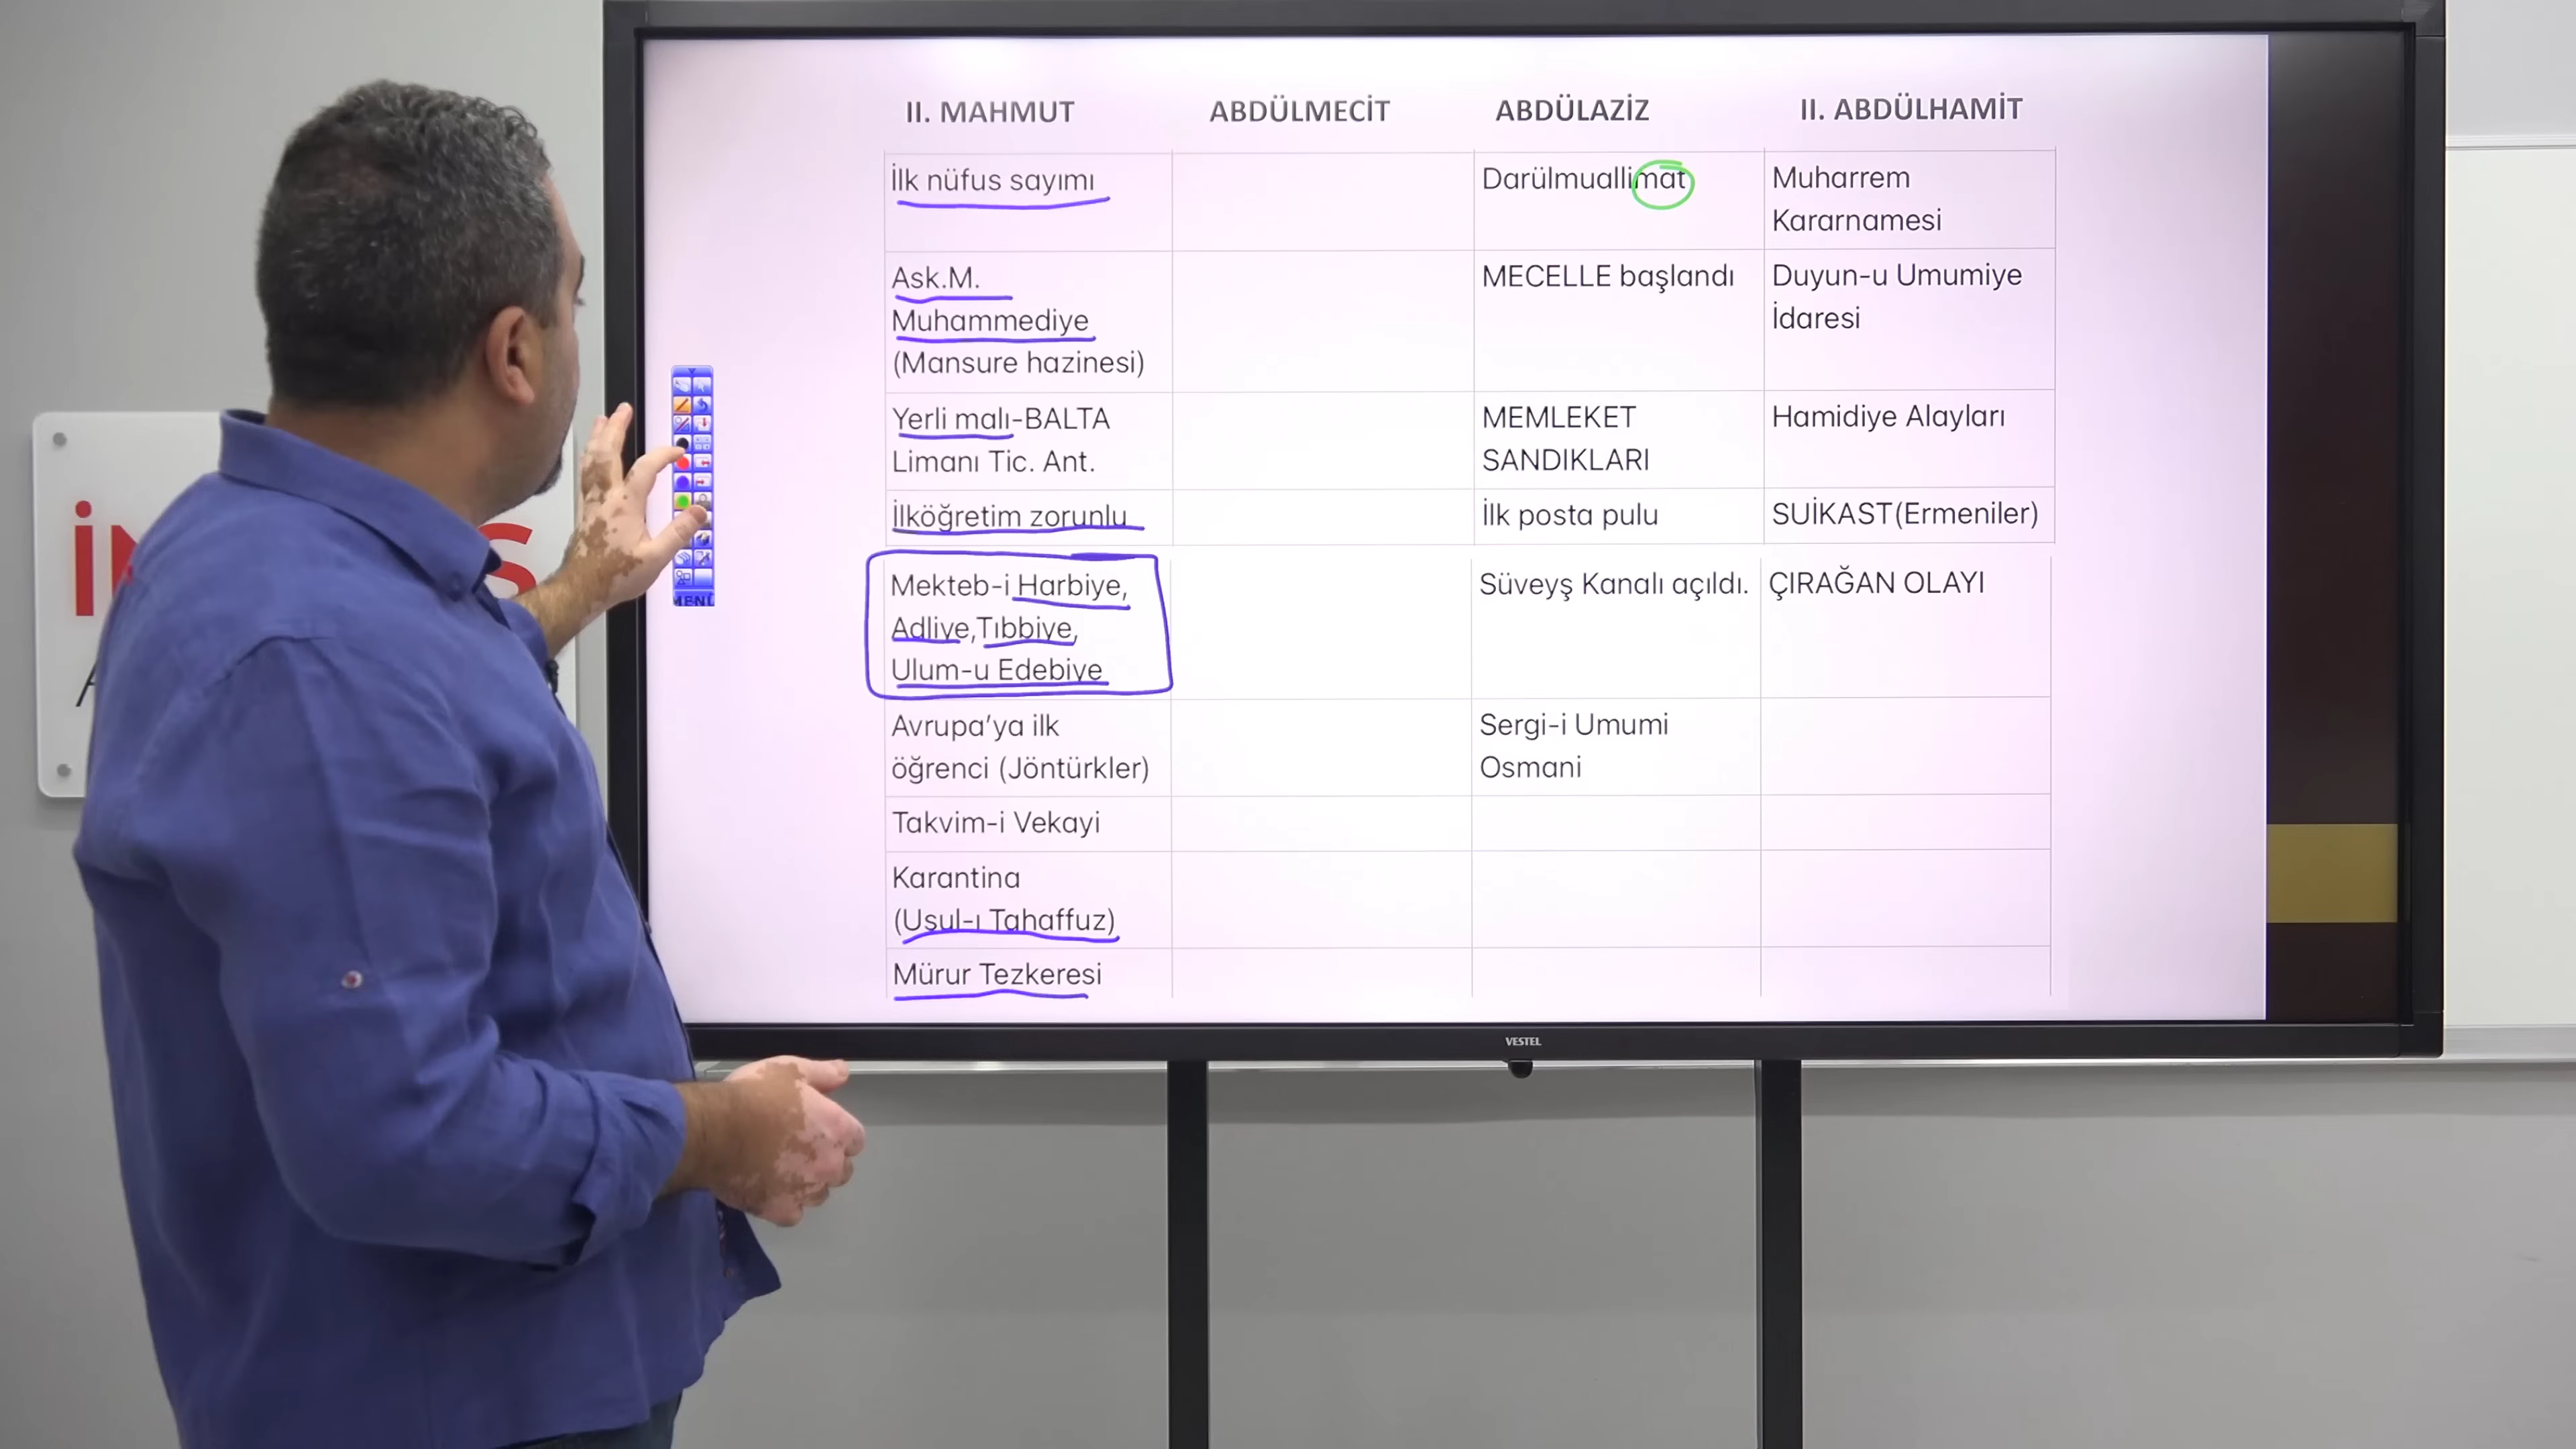 II. MAHMUT ABDÜLMECİT ABDÜLAZİZ II. ABDÜLHAMİT
İlk nüfus sayımı
Darülmuallimat
Muharrem
Kararnamesi
Ask.M.
Muhammediye
(Mansure hazinesi)
MECELLE başlandı
Duyun-u Umumiye
İdaresi
Yerli malı-BALTA
Limanı Tic. Ant.
MEMLEKET
SANDIKLARI
Hamidiye Alayları
İlköğretim zorunlu
İlk posta pulu
SUİKAST(Ermeniler)
Mekteb-i Harbiye,
Adliye,Tıbbiye,
Ulum-u Edebiye
Süveyş Kanalı açıldı.
ÇIRAĞAN OLAYI
Avrupa'ya ilk
öğrenci (Jöntürkler)
Sergi-i Umumi
Osmani
Takvim-i Vekayi
Karantina
(Usul-ı Tahaffuz)
Mürur Tezkeresi
MENÜ
VESTEL